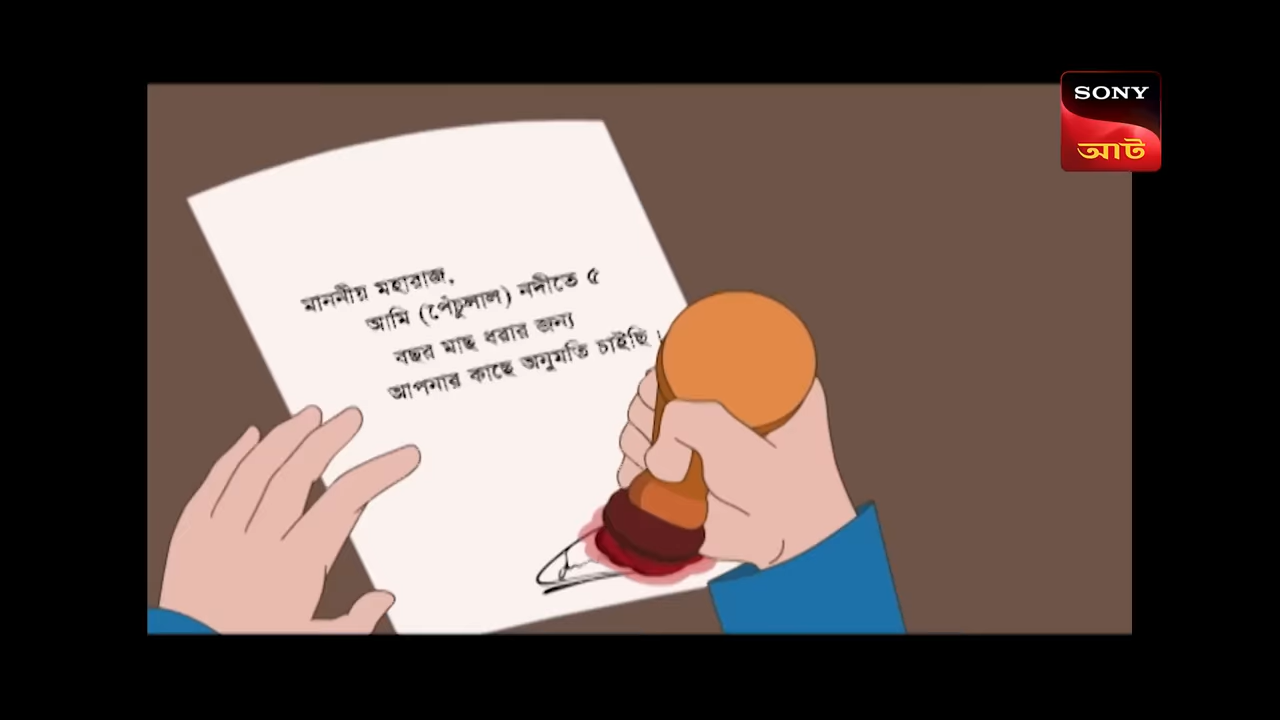 SONY
আট
মাননীয় মহারাজ,
আমি (পেঁচুলাল) নদীতে ৫
বছর মাছ ধরার জন্য
আপনার কাছে অনুমতি চাইছি।